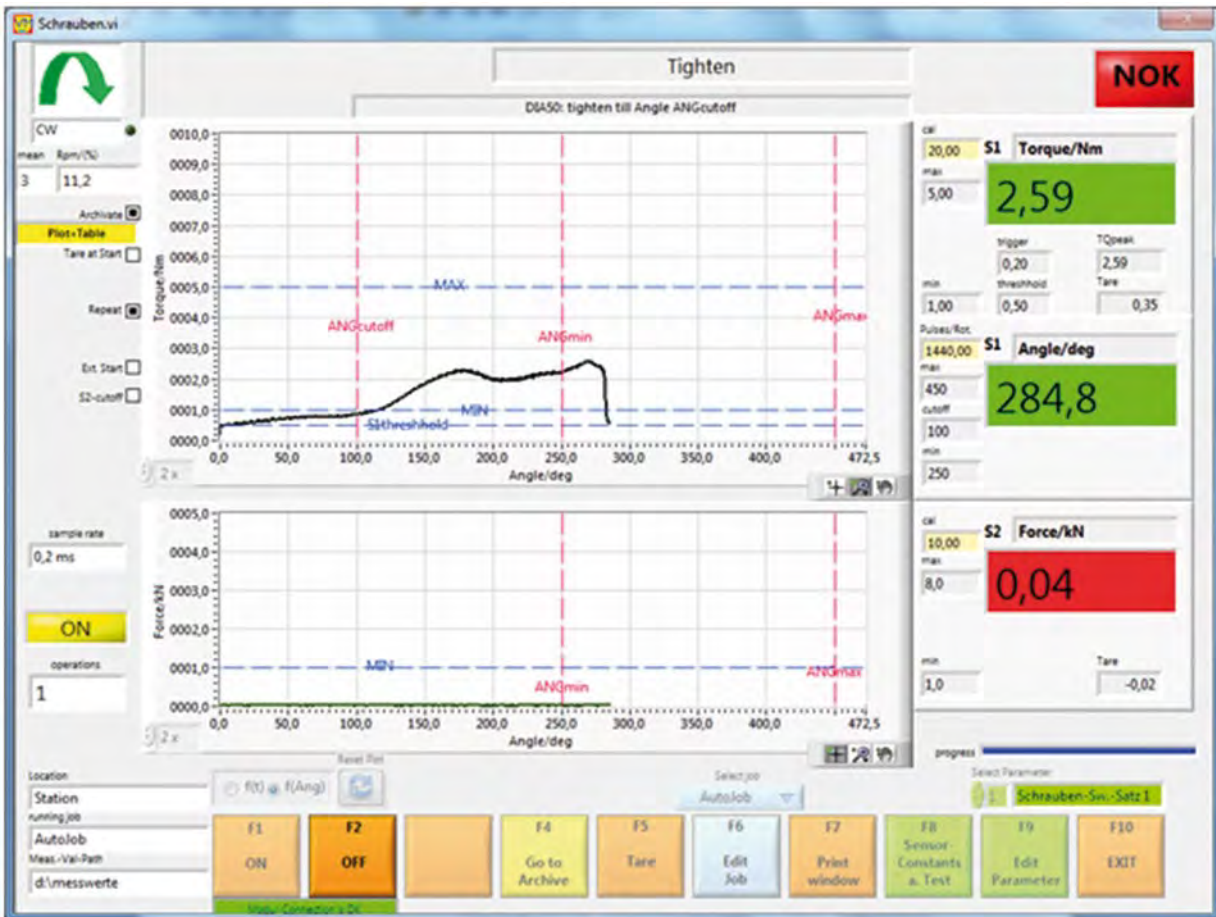 Schrauben.vi
Tighten
NOK
DIA50: tighten till Angle ANGcutoff
CW
mean Rpm/(%)
3 11,2
Archivate
Plot+Table
Tare at Start
Repeat
Ext. Start
S2-cutoff
sample rate
0,2 ms
ON
operations
1
Torque/Nm
0010,0
0009,0
0008,0
0007,0
0006,0
0005,0
0004,0
0003,0
0002,0
0001,0
0000,0
MAX
ANGcutoff
ANGmin
ANGmax
MIN
S1threshhold
0,0 50,0 100,0 150,0 200,0 250,0 300,0 350,0 400,0 472,5
Angle/deg
2 x
Force/kN
0005,0
0004,0
0003,0
0002,0
0001,0
0000,0
MIN
ANGmin
ANGmax
0,0 50,0 100,0 150,0 200,0 250,0 300,0 350,0 400,0 472,5
Angle/deg
2 x
cal
20,00 S1 Torque/Nm
max
5,00
2,59
trigger TQpeak
0,20 2,59
min threshhold Tare
1,00 0,50 0,35
Pulses/Rot.
1440,00 S1 Angle/deg
max
450
284,8
cutoff
100
min
250
cal
10,00 S2 Force/kN
max
8,0
0,04
min Tare
1,0 -0,02
progress
Location
Station
running job
AutoJob
Meas.-Val-Path
d:\messwerte
Reset Plot
f(t) f(Ang)
Select job
AutoJob
Select Parameter
1 Schrauben-Sw.-Satz 1
F1
ON
F2
OFF
F4
Go to
Archive
F5
Tare
F6
Edit
Job
F7
Print
window
F8
Sensor-
Constants
a. Test
F9
Edit
Parameter
F10
EXIT